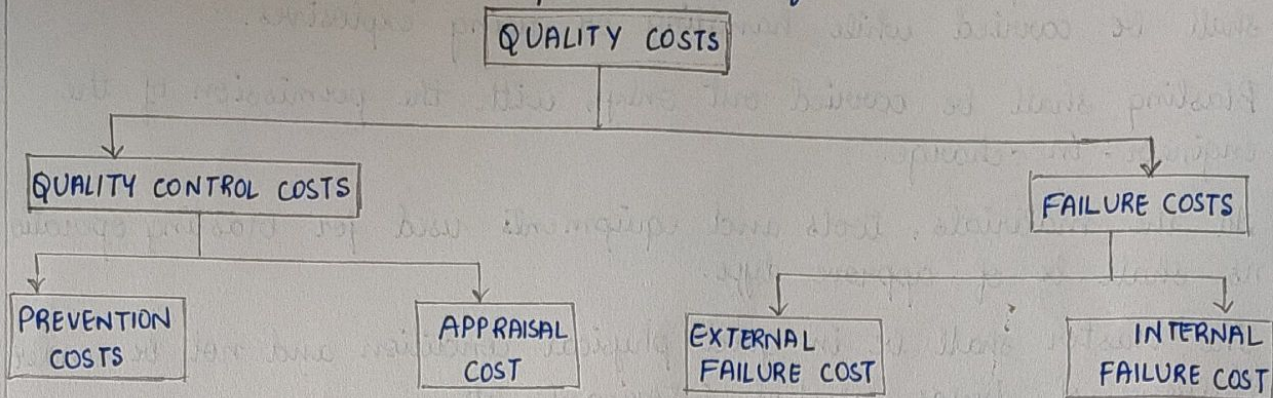 QUALITY COSTS
QUALITY CONTROL COSTS
FAILURE COSTS
PREVENTION
COSTS
APPRAISAL
COST
EXTERNAL
FAILURE COST
INTERNAL
FAILURE COST